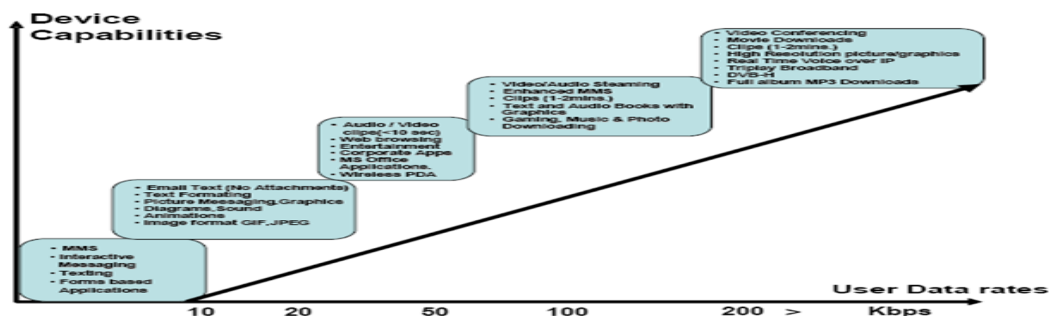 Device
Capabilities
• Video Conferencing
• Movie Downloads
• Clips (1-2mins.)
• High Resolution picture/graphics
• Real Time Voice over IP
• Triplay Broadband
• DVB-H
• Full album MP3 Downloads
• Video/Audio Steaming
• Enhanced MMS
• Clips (1-2mins.)
• Text and Audio Books with
Graphics
• Gaming, Music & Photo
Downloading
• Audio / Video
clips(<10 sec)
• Web browsing
• Entertainment
• Corporate Apps
• MS Office
Applications.
• Wireless PDA
• Email Text (No Attachments)
• Text Formating
• Picture Messaging,Graphics
• Diagrams,Sound
• Animations
• Image format GIF,JPEG
• MMS
• Interactive
Messaging
• Texting
• Forms based
Applications
User Data rates
10 20 50 100 200 > Kbps